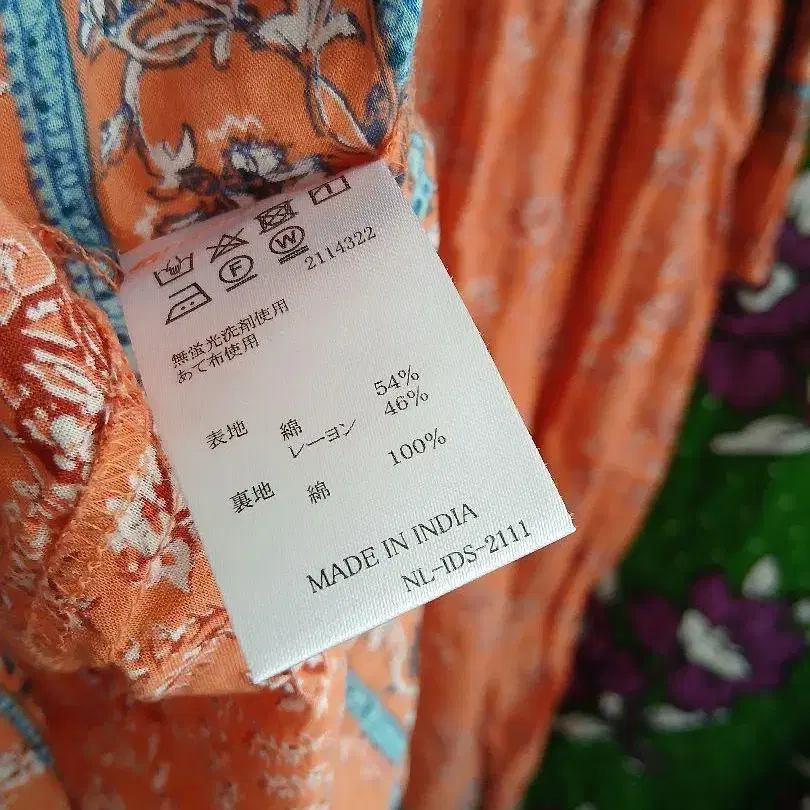 F W 2114322
無蛍光洗剤使用
あて布使用
表地 綿 54%
レーヨン 46%
裏地 綿 100%
MADE IN INDIA
NL-IDS-2111